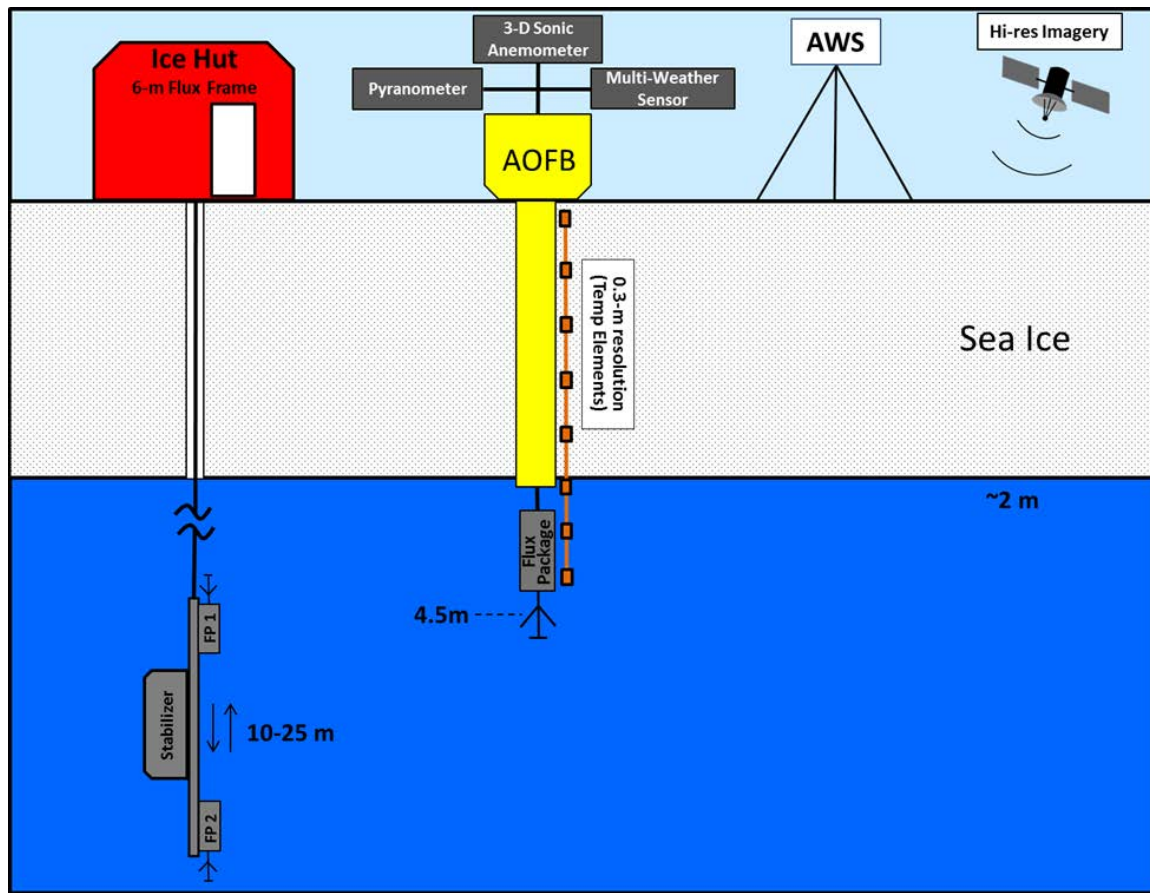 Ice Hut
6-m Flux Frame
3-D Sonic
Anemometer
Pyranometer
Multi-Weather
Sensor
AOFB
AWS
Hi-res Imagery
0.3-m resolution
(Temp Elements)
Sea Ice
~2 m
Flux
Package
4.5m
FP 1
Stabilizer
10-25 m
FP 2